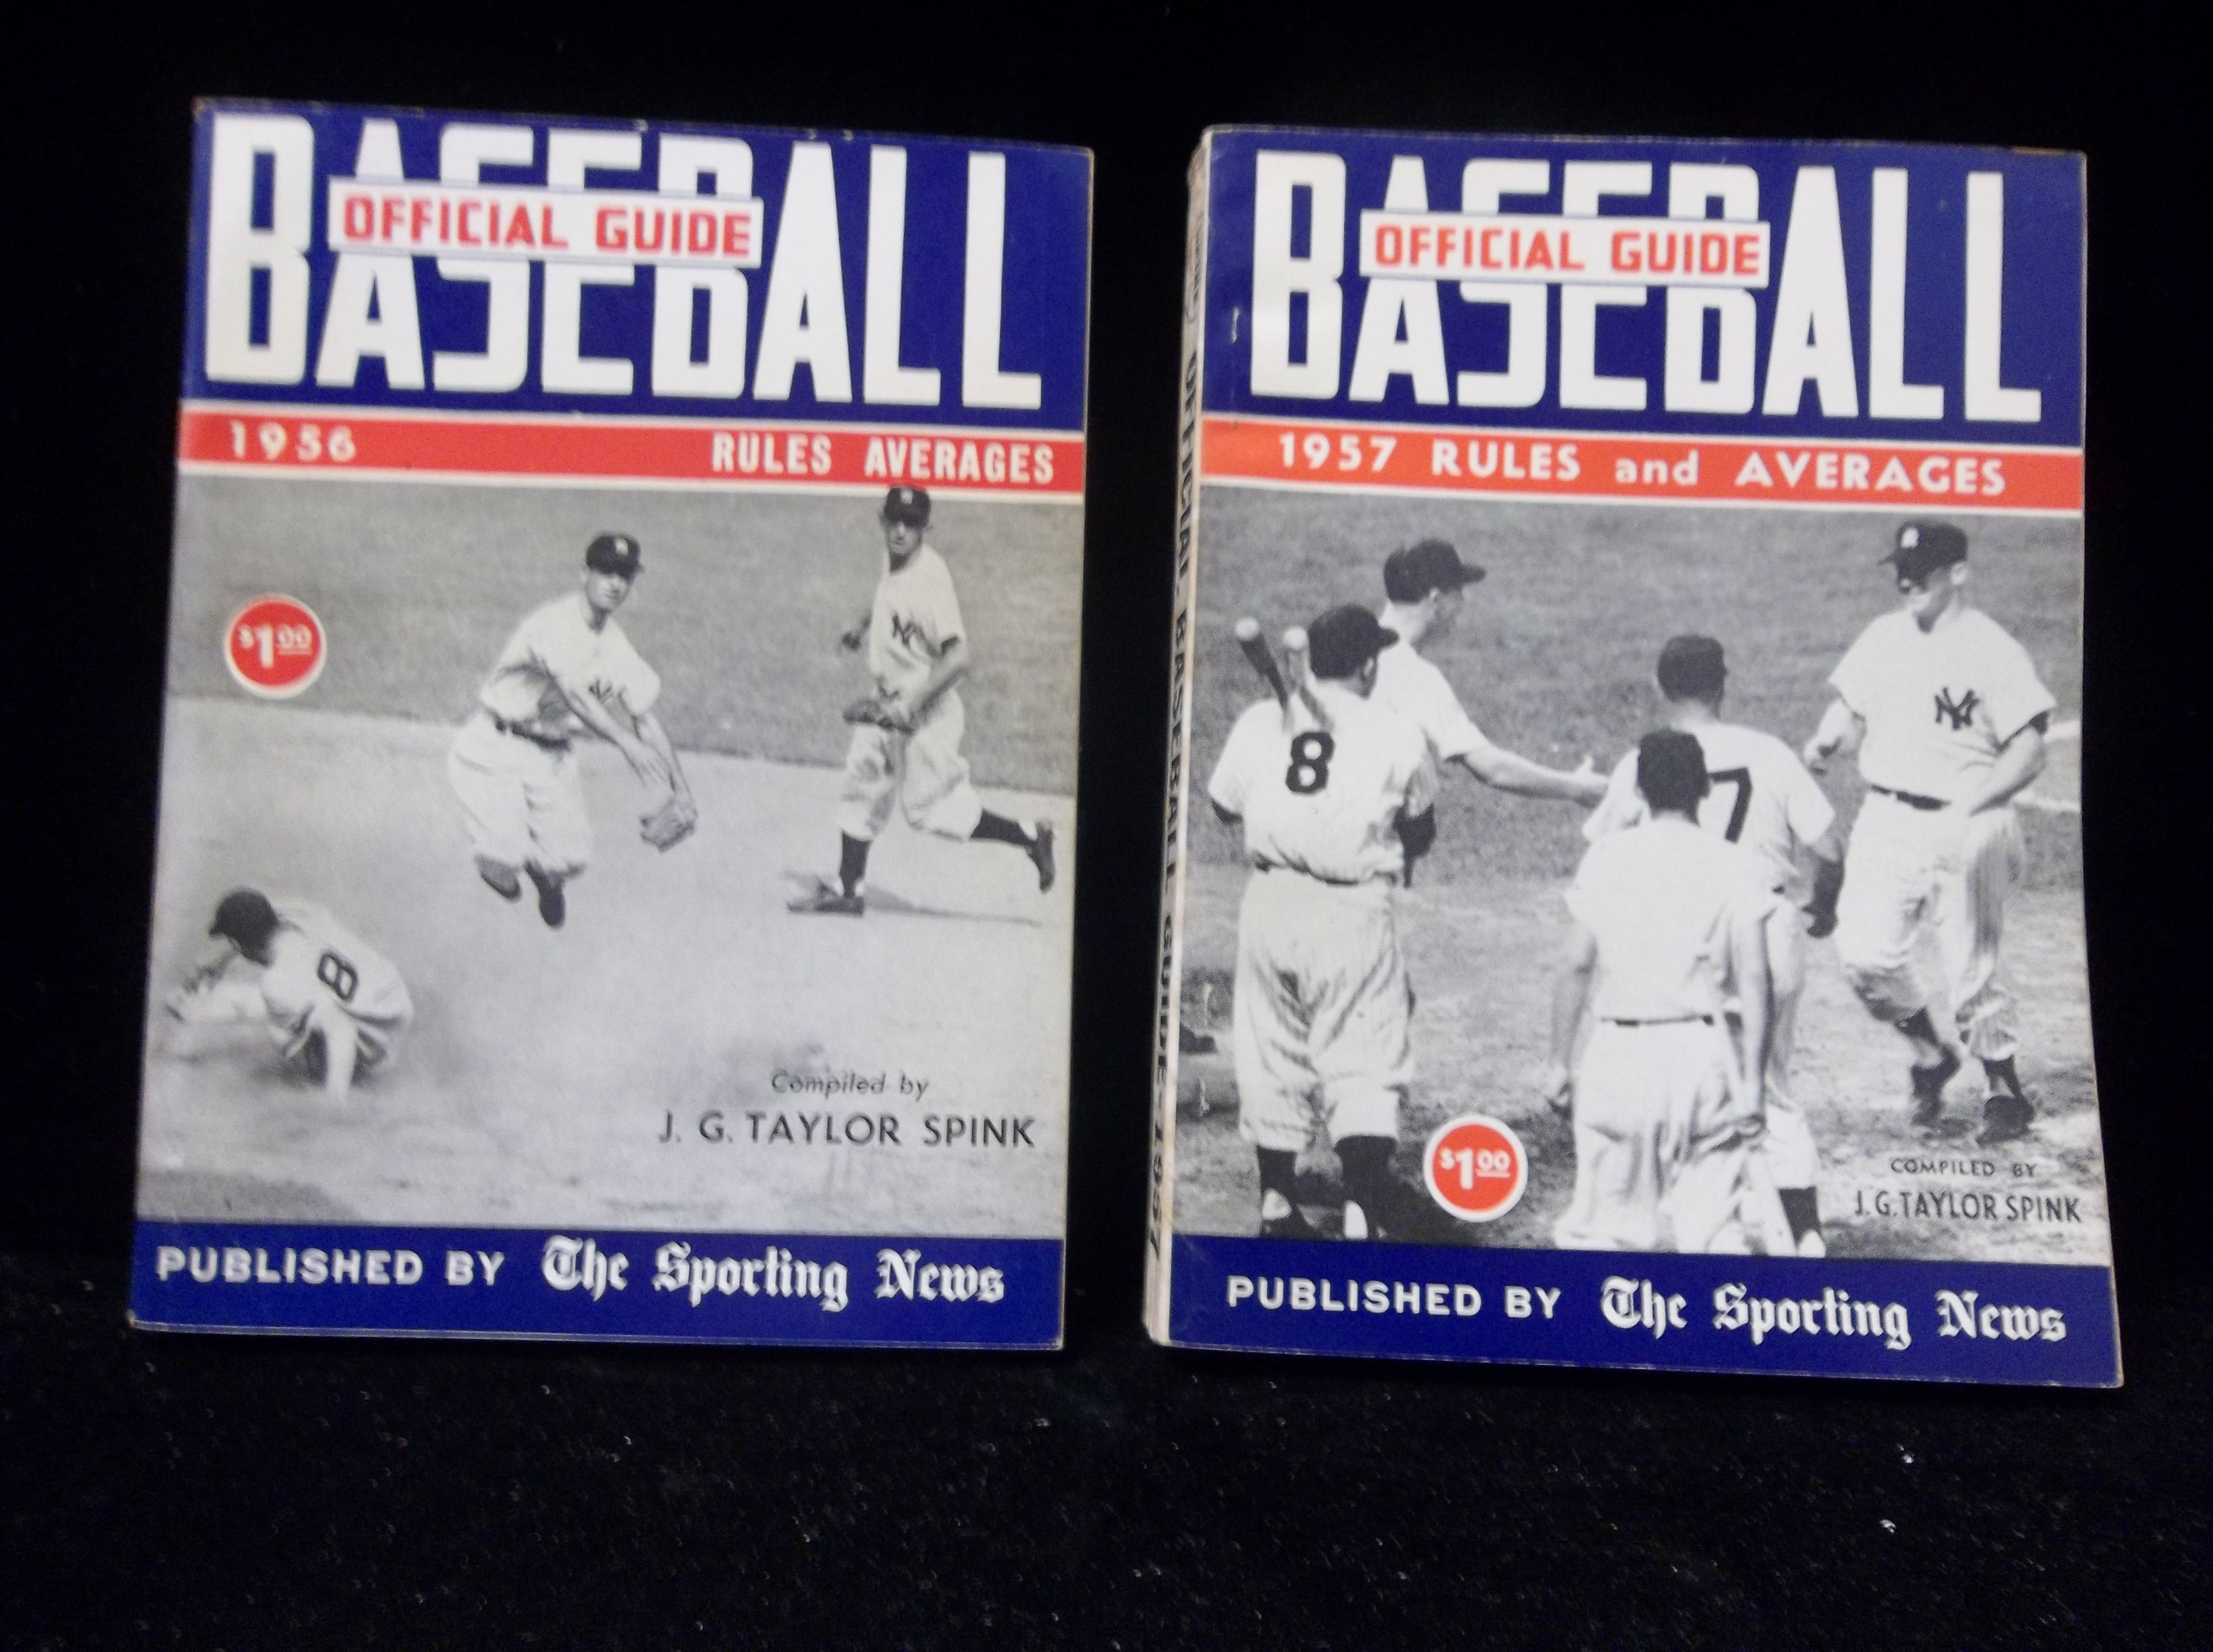 BASEBALL
OFFICIAL GUIDE
1956 RULES AVERAGES
$1.00
NY
8
Compiled by
J. G. TAYLOR SPINK
PUBLISHED BY The Sporting News
BASEBALL
OFFICIAL GUIDE
1957 RULES and AVERAGES
8
7
NY
$1.00
COMPILED BY
J.G. TAYLOR SPINK
PUBLISHED BY The Sporting News
OFFICIAL BASEBALL GUIDE—1957